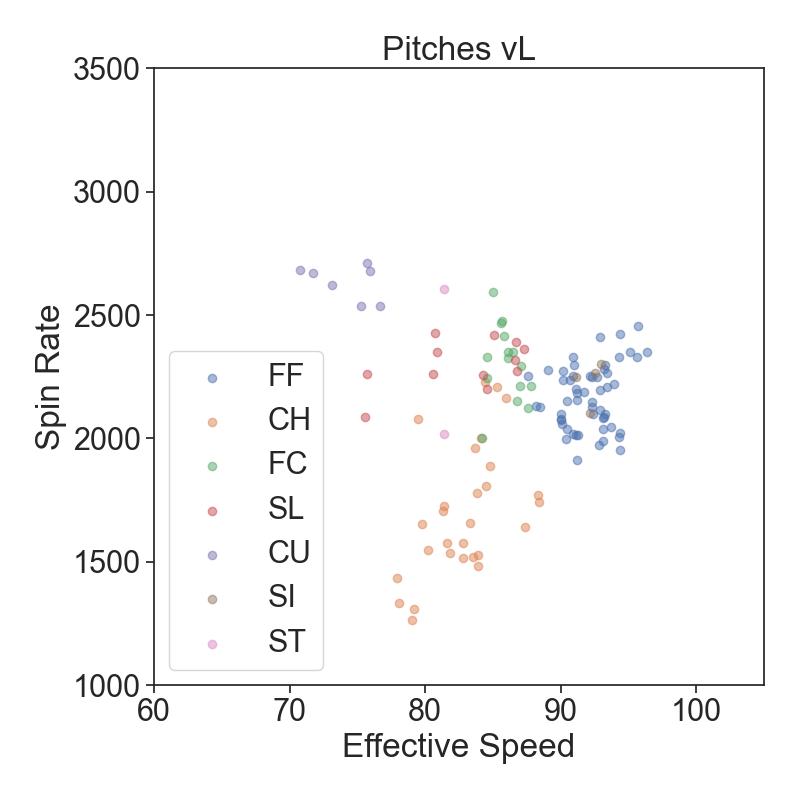 Pitches vL
3500
3000
2500
2000
1500
1000
Spin Rate
FF
CH
FC
SL
CU
SI
ST
60 70 80 90 100
Effective Speed